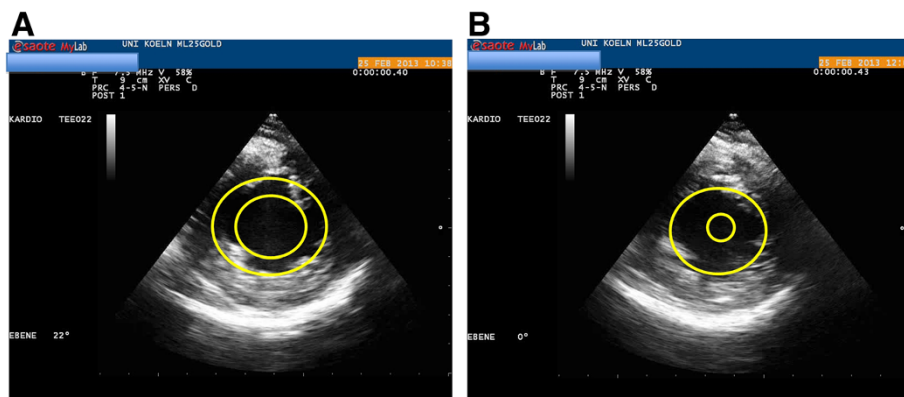 A
esaote MyLab
UNI KOELN ML25GOLD
25 FEB 2013 10:38
B F 7.5 MHz V 58%
0:00:00.40
T 9 cm XV C
PRC 4-5-N PERS D
POST 1
KARDIO TEE022
EBENE 22°
B
esaote MyLab
UNI KOELN ML25GOLD
25 FEB 2013 12:
B F 7.5 MHz V 58%
0:00:00.43
T 9 cm XV C
PRC 4-5-N PERS D
POST 1
KARDIO TEE022
EBENE 0°